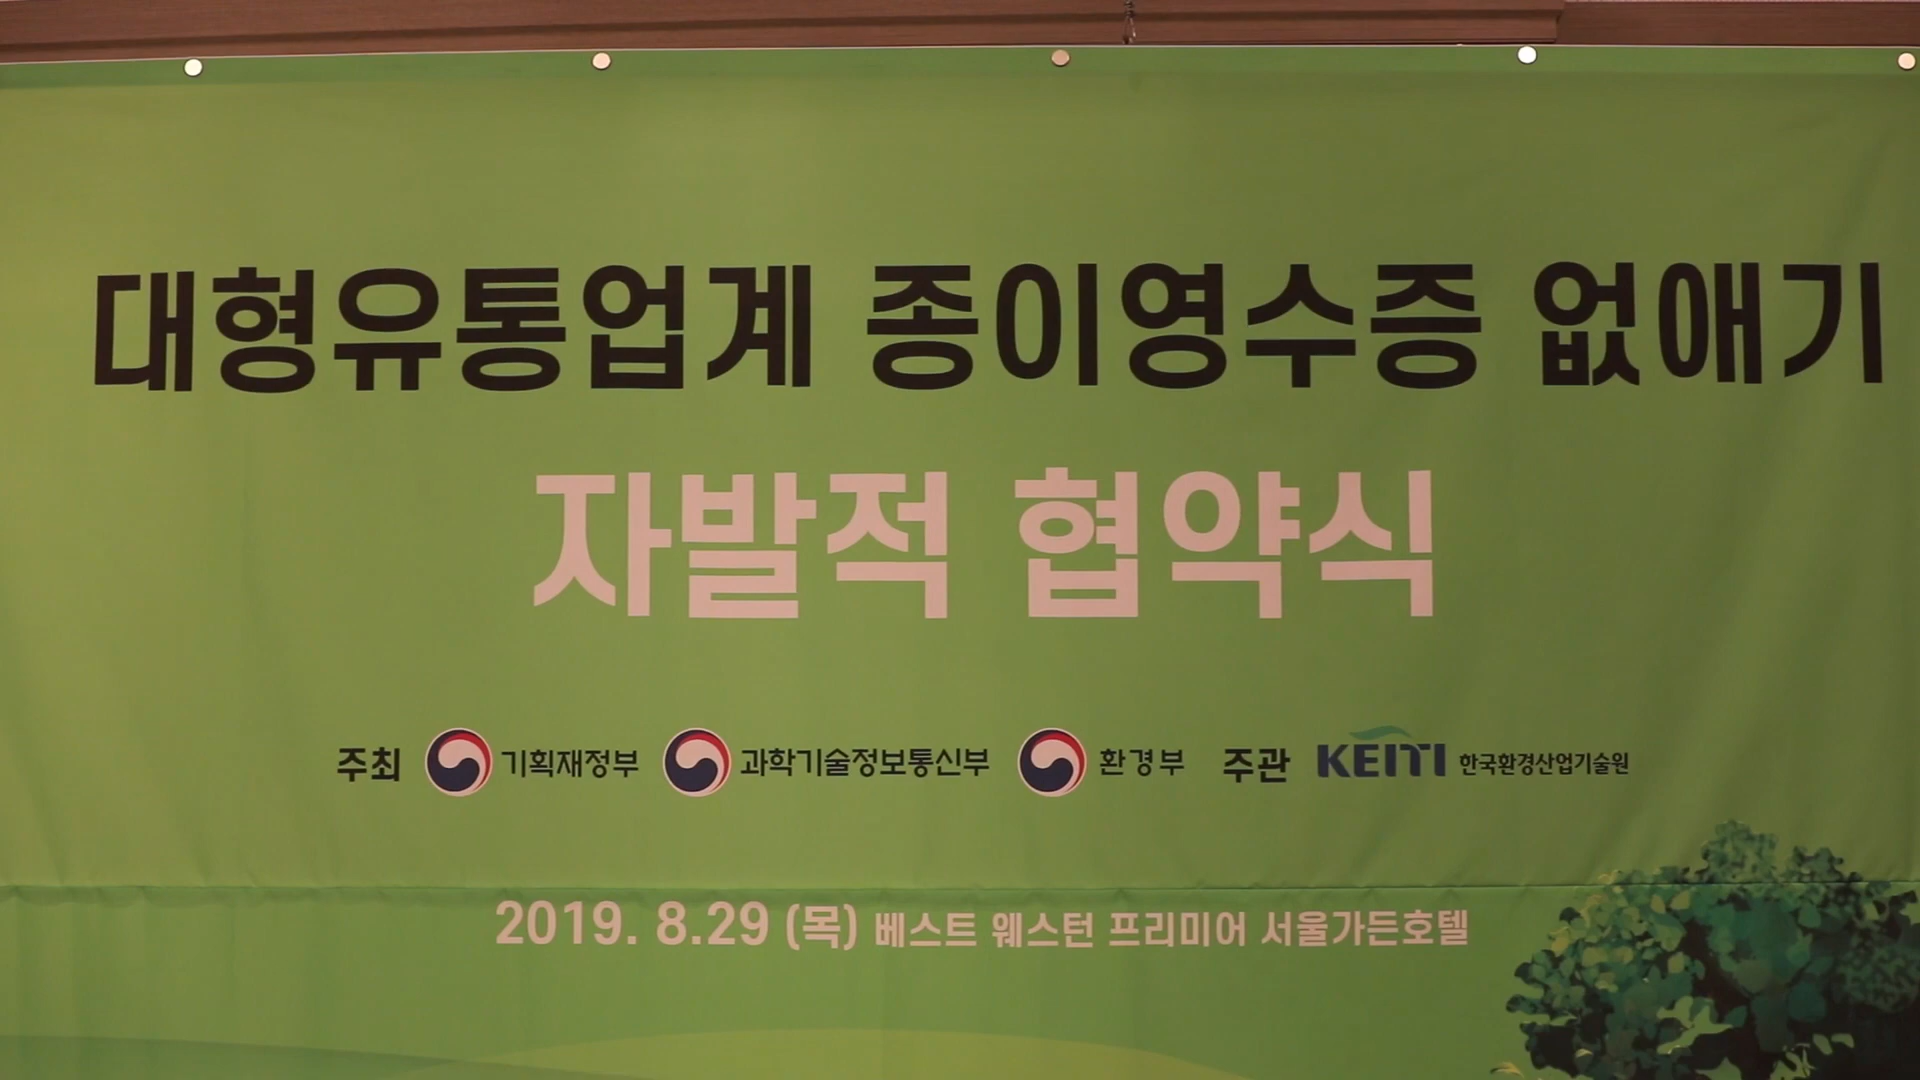 대형유통업계 종이영수증 없애기
자발적 협약식
주최 기획재정부 과학기술정보통신부 환경부 주관 KEITI 한국환경산업기술원
2019. 8.29 (목) 베스트 웨스턴 프리미어 서울가든호텔